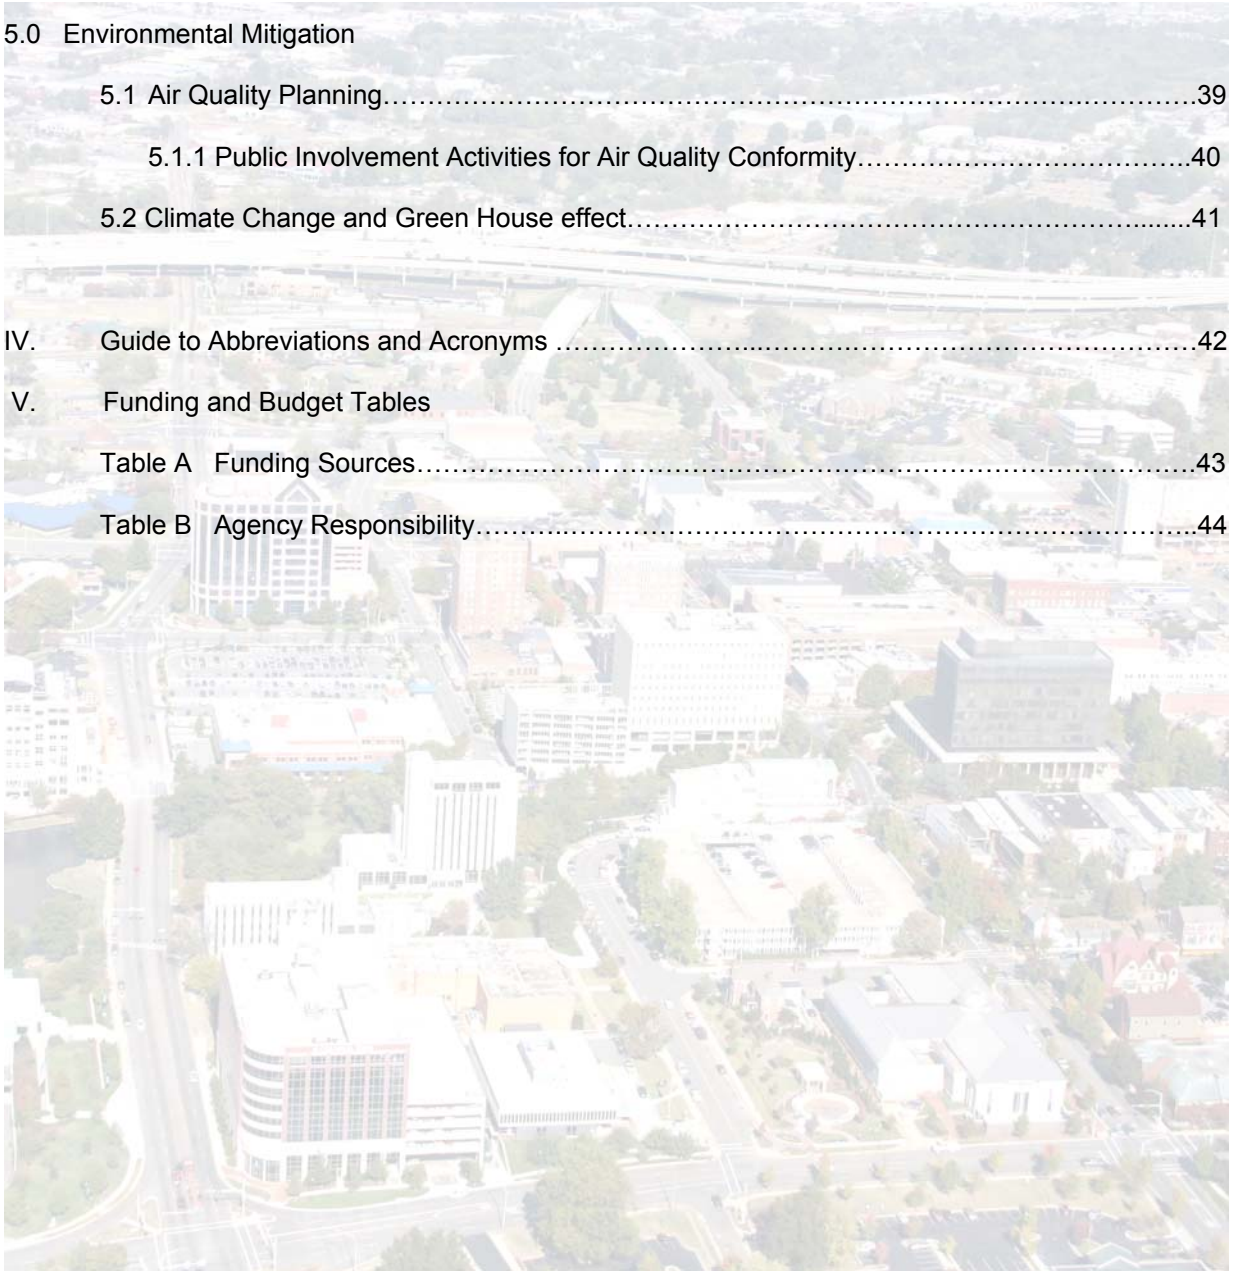 5.0 Environmental Mitigation
5.1 Air Quality Planning……………………………………………………………………………….39
5.1.1 Public Involvement Activities for Air Quality Conformity………………………………..40
5.2 Climate Change and Green House effect………………………………………………….........41
IV. Guide to Abbreviations and Acronyms …………………...…………………………………………42
V. Funding and Budget Tables
Table A Funding Sources…………………………………………………………………………….43
Table B Agency Responsibility………..……………………………………………………………..44